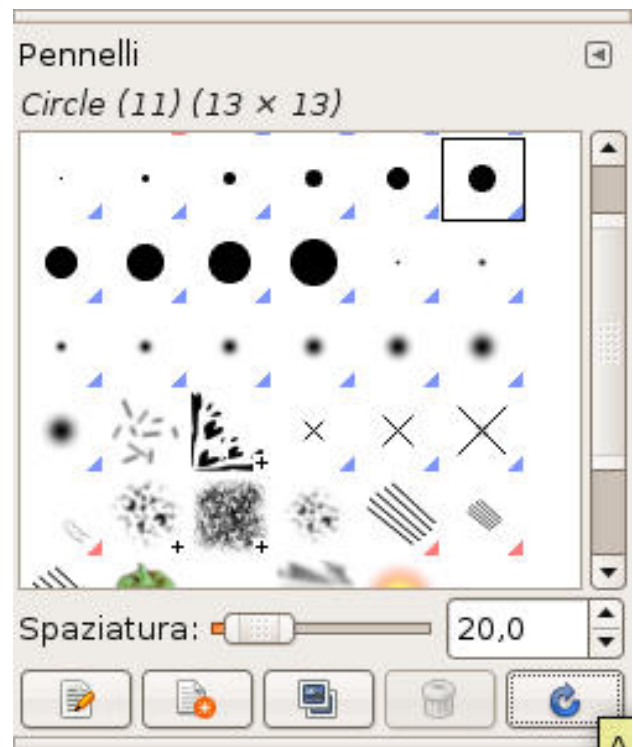 Pennelli
Circle (11) (13 × 13)
Spaziatura: 20,0
A